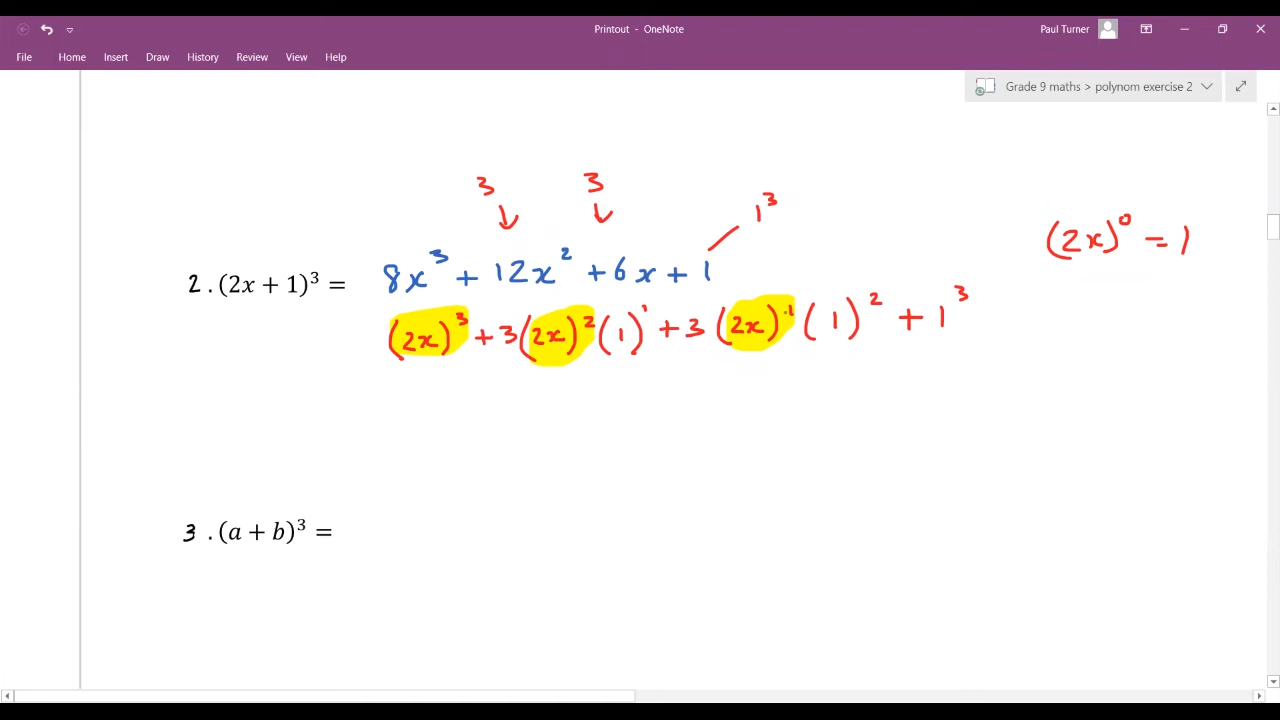 Printout - OneNote
Paul Turner
File Home Insert Draw History Review View Help
Grade 9 maths > polynom exercise 2
3 3 1³
(2x)⁰ = 1
2 . (2x + 1)³ = 8x³ + 12x² + 6x + 1
(2x)³ + 3(2x)²(1)¹ + 3(2x)¹(1)² + 1³
3 . (a + b)³ =